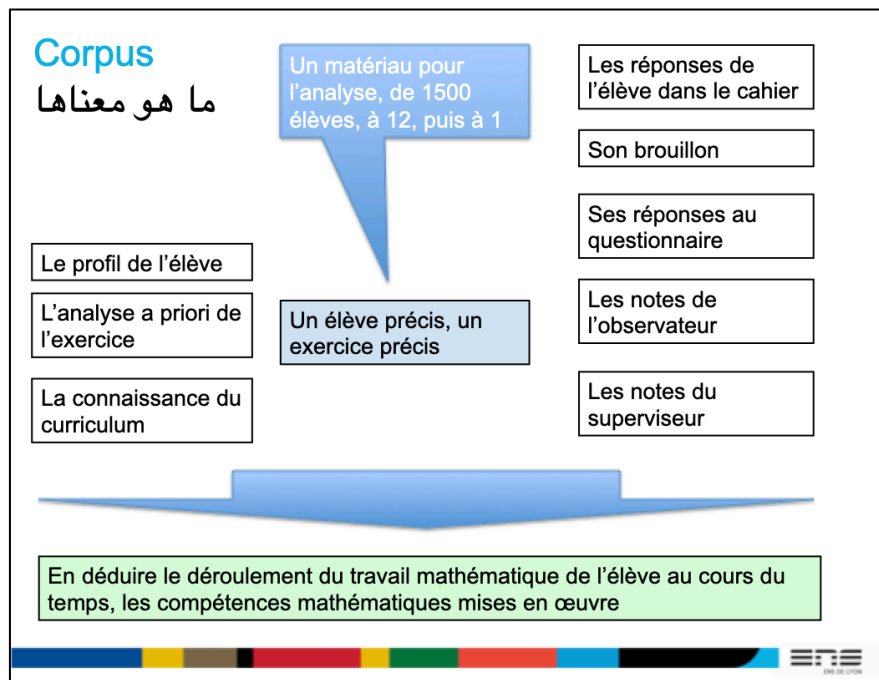 Corpus
ما هو معناها
Un matériau pour
l’analyse, de 1500
élèves, à 12, puis à 1
Les réponses de
l’élève dans le cahier
Son brouillon
Ses réponses au
questionnaire
Le profil de l’élève
L’analyse a priori de
l’exercice
Un élève précis, un
exercice précis
Les notes de
l’observateur
La connaissance du
curriculum
Les notes du
superviseur
En déduire le déroulement du travail mathématique de l’élève au cours du
temps, les compétences mathématiques mises en œuvre
ENS
ENS DE LYON